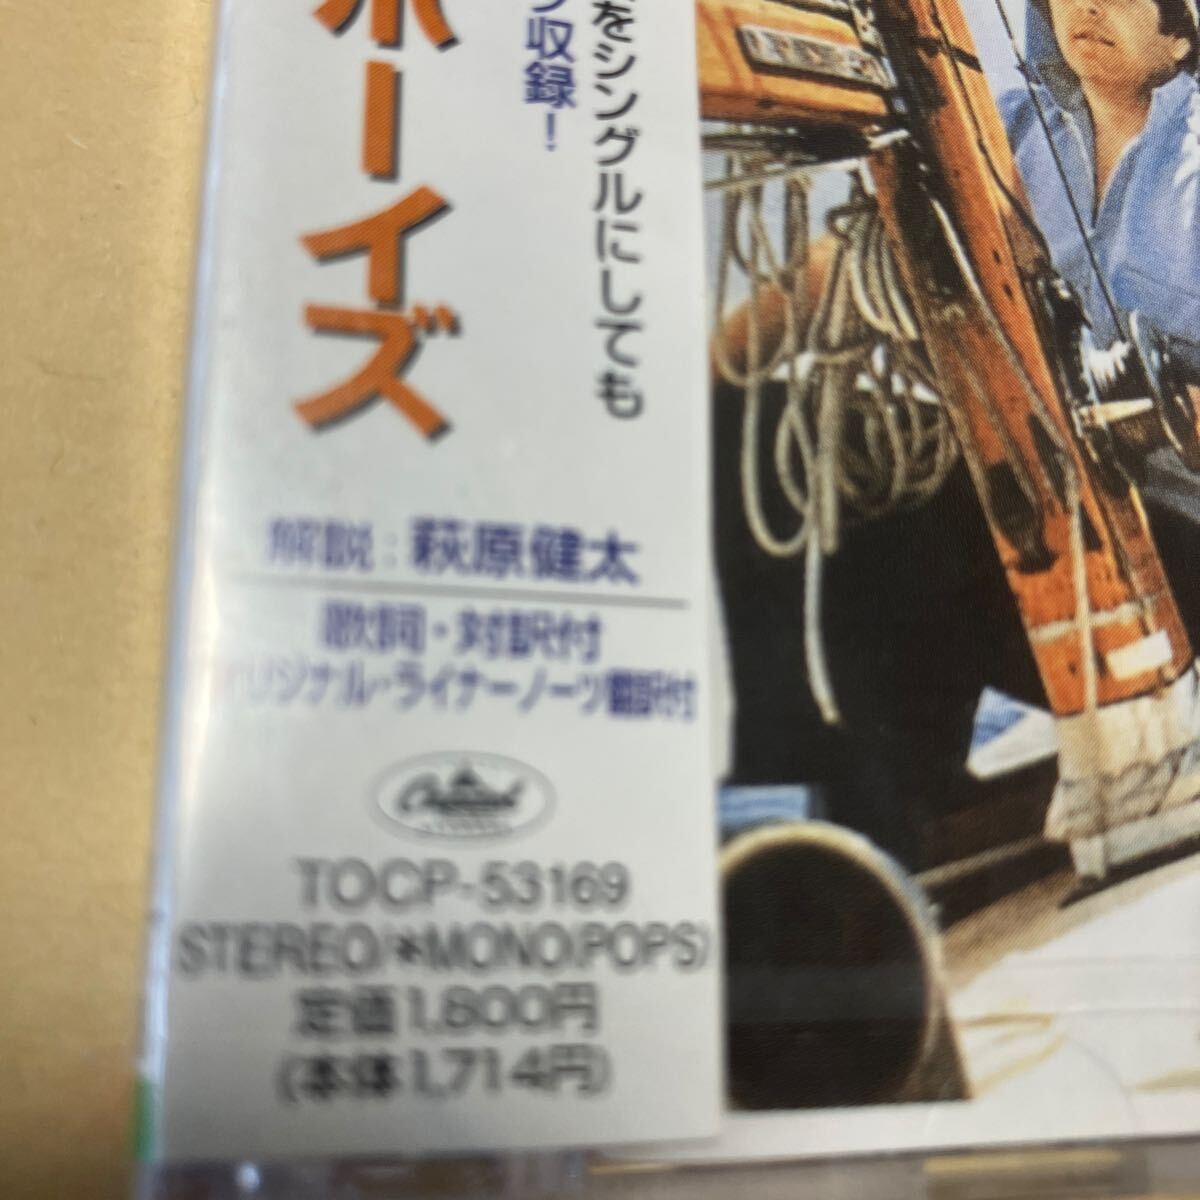 をシングルにしても
収録!
ボーイズ
解説:萩原健太
歌詞・対訳付
オリジナル・ライナーノーツ翻訳付
Capitol
TOCP-53169
STEREO(*MONO)(POPS)
定価1,800円
(本体1,714円)